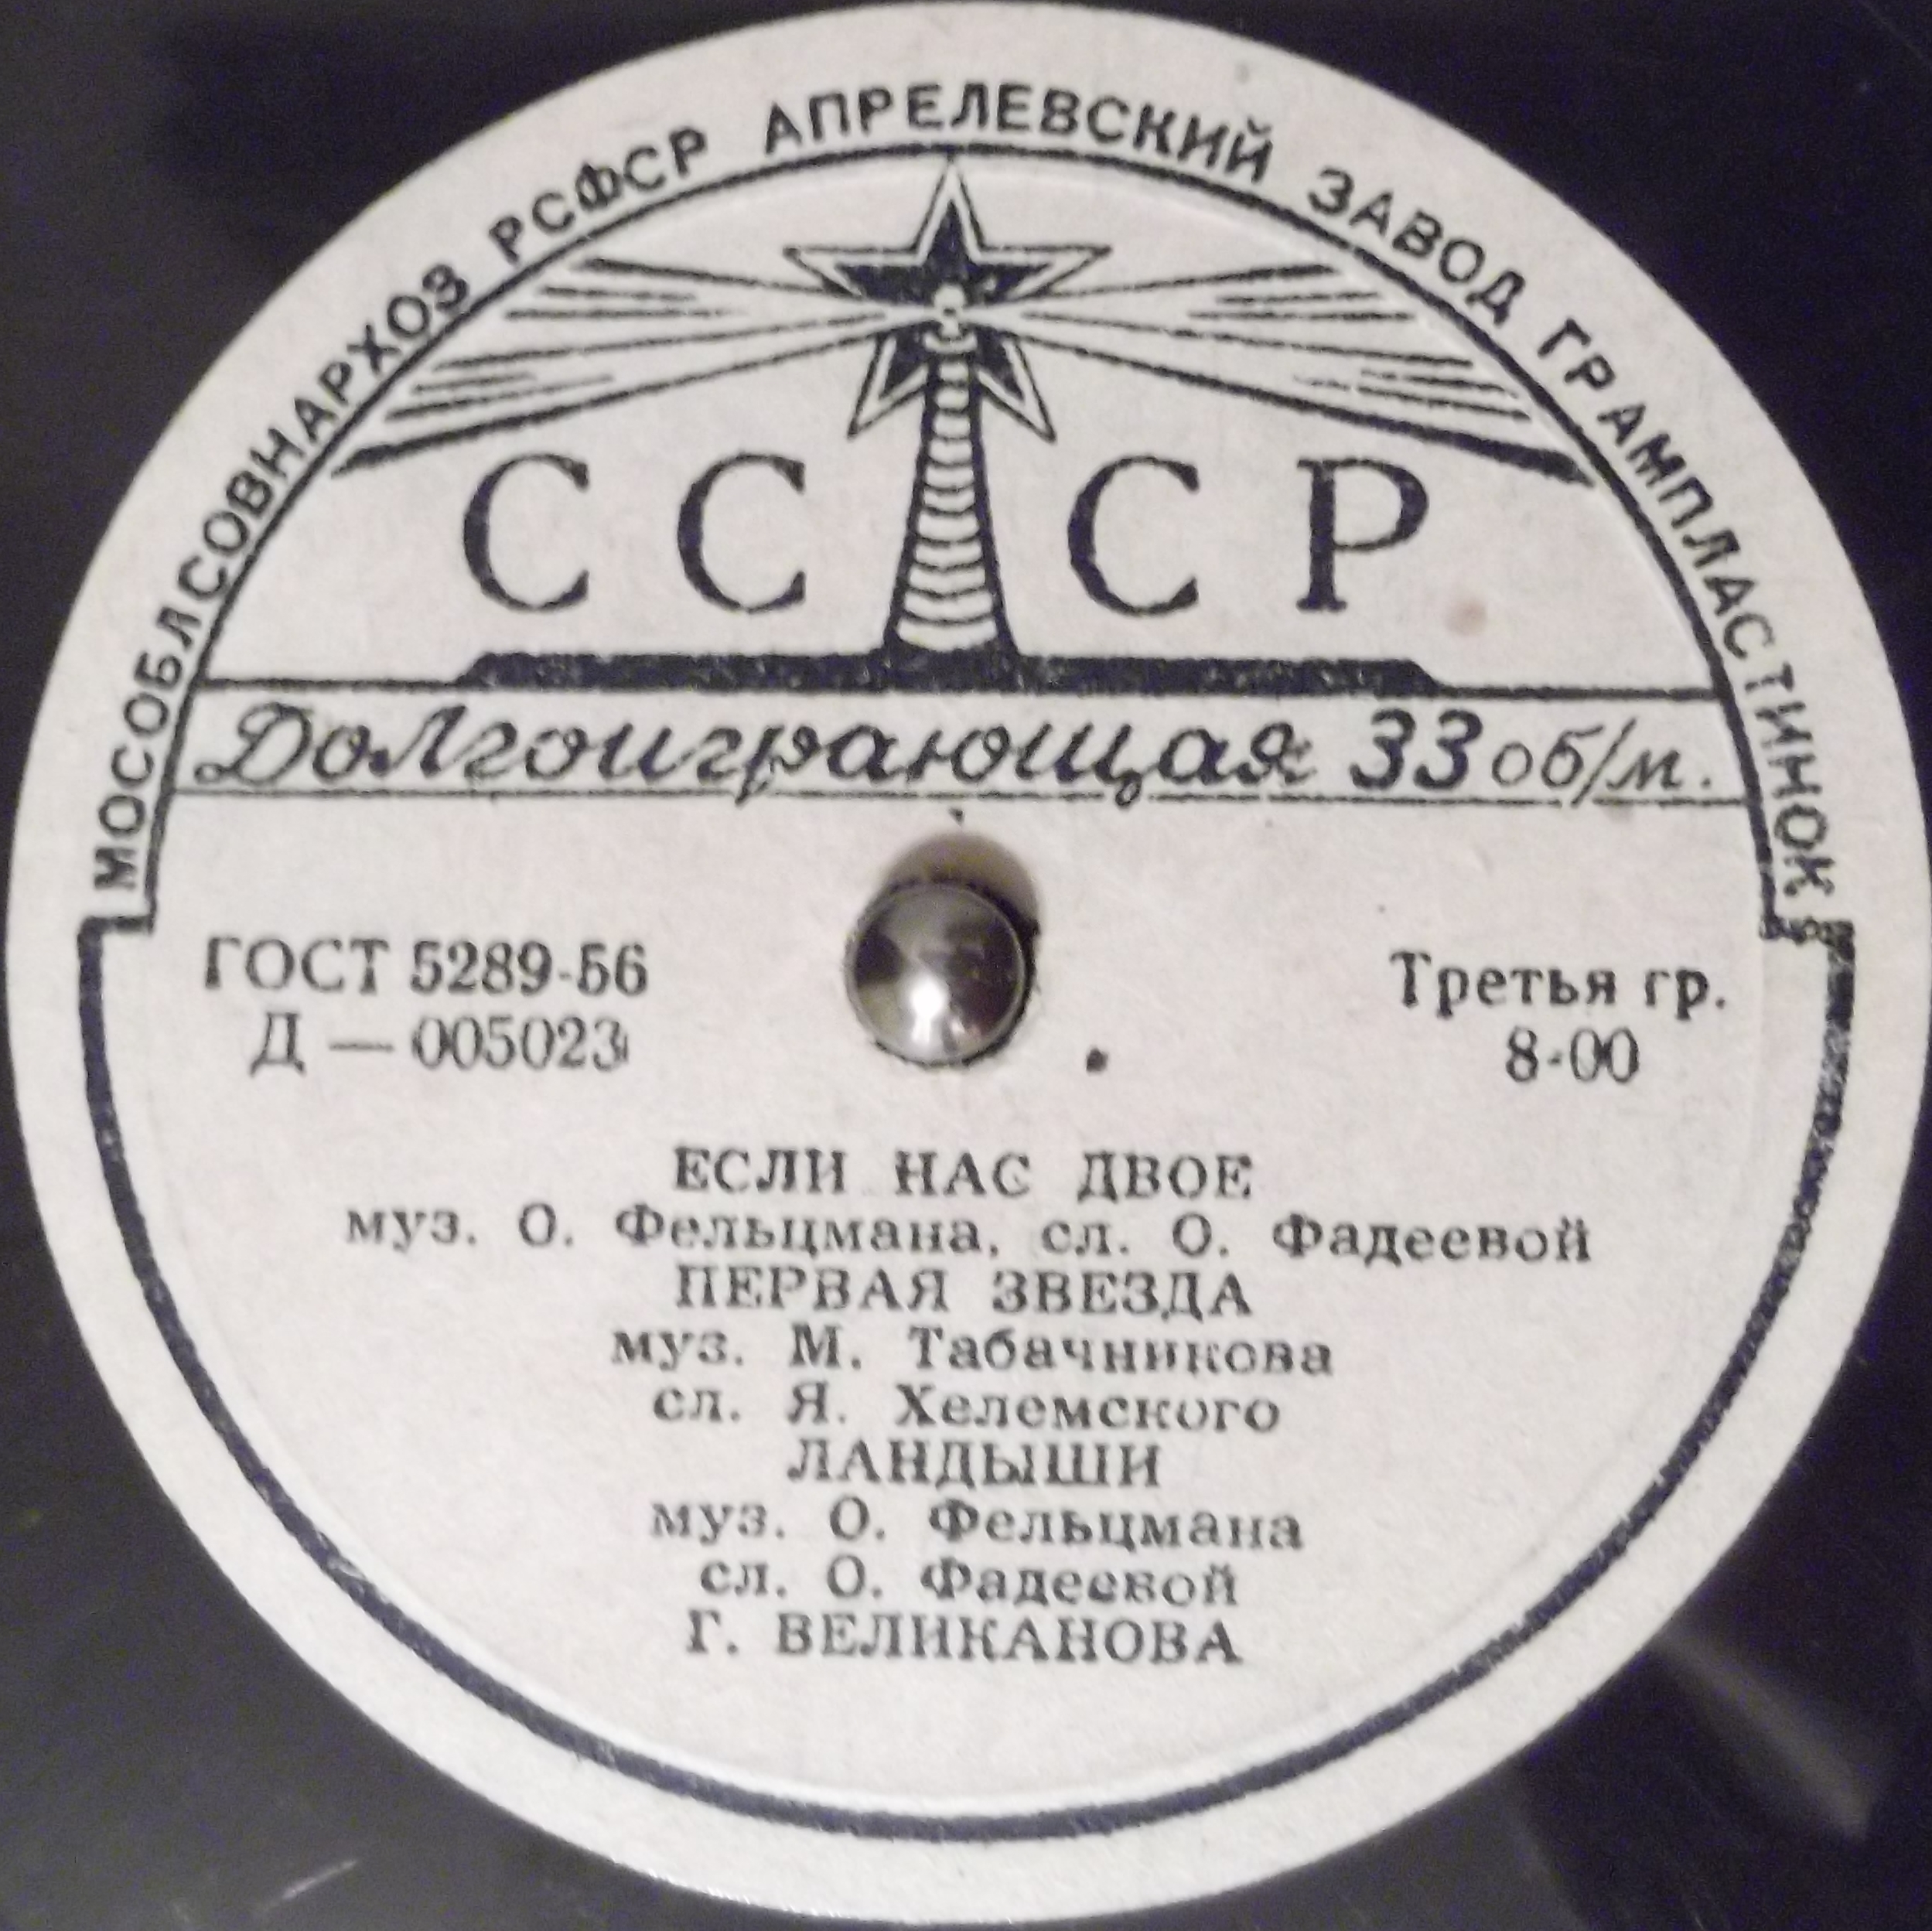 МОСОБЛСОВНАРХОЗ РСФСР АПРЕЛЕВСКИЙ ЗАВОД ГРАМПЛАСТИНОК
СССР
Долгоиграющая 33 об/м.
ГОСТ 5289-56
Д — 005023
Третья гр.
8-00
ЕСЛИ НАС ДВОЕ
муз. О. Фельцмана, сл. О. Фадеевой
ПЕРВАЯ ЗВЕЗДА
муз. М. Табачникова
сл. Я. Хелемского
ЛАНДЫШИ
муз. О. Фельцмана
сл. О. Фадеевой
Г. ВЕЛИКАНОВА